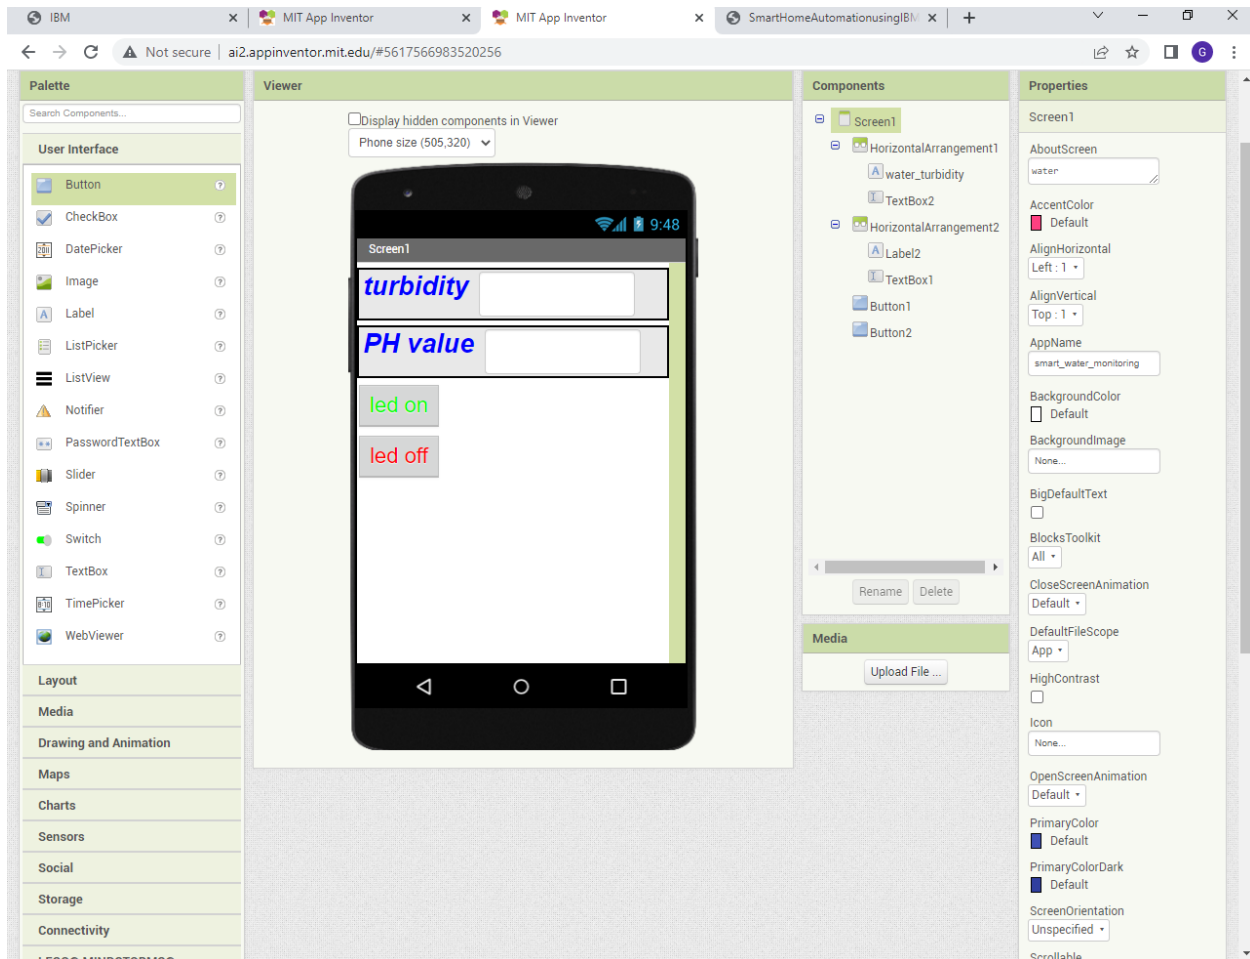 IBM
MIT App Inventor
MIT App Inventor
SmartHomeAutomationusingIBM
Not secure
ai2.appinventor.mit.edu/#5617566983520256
G
Palette
Search Components...
User Interface
Button
CheckBox
DatePicker
Image
Label
ListPicker
ListView
Notifier
PasswordTextBox
Slider
Spinner
Switch
TextBox
TimePicker
WebViewer
Layout
Media
Drawing and Animation
Maps
Charts
Sensors
Social
Storage
Connectivity
LEGO® MINDSTORMS®
Viewer
Display hidden components in Viewer
Phone size (505,320)
9:48
Screen1
turbidity
PH value
led on
led off
Components
Screen1
HorizontalArrangement1
water_turbidity
TextBox2
HorizontalArrangement2
Label2
TextBox1
Button1
Button2
Rename Delete
Media
Upload File ...
Properties
Screen1
AboutScreen
water
AccentColor
Default
AlignHorizontal
Left : 1
AlignVertical
Top : 1
AppName
smart_water_monitoring
BackgroundColor
Default
BackgroundImage
None...
BigDefaultText
BlocksToolkit
All
CloseScreenAnimation
Default
DefaultFileScope
App
HighContrast
Icon
None...
OpenScreenAnimation
Default
PrimaryColor
Default
PrimaryColorDark
Default
ScreenOrientation
Unspecified
Scrollable